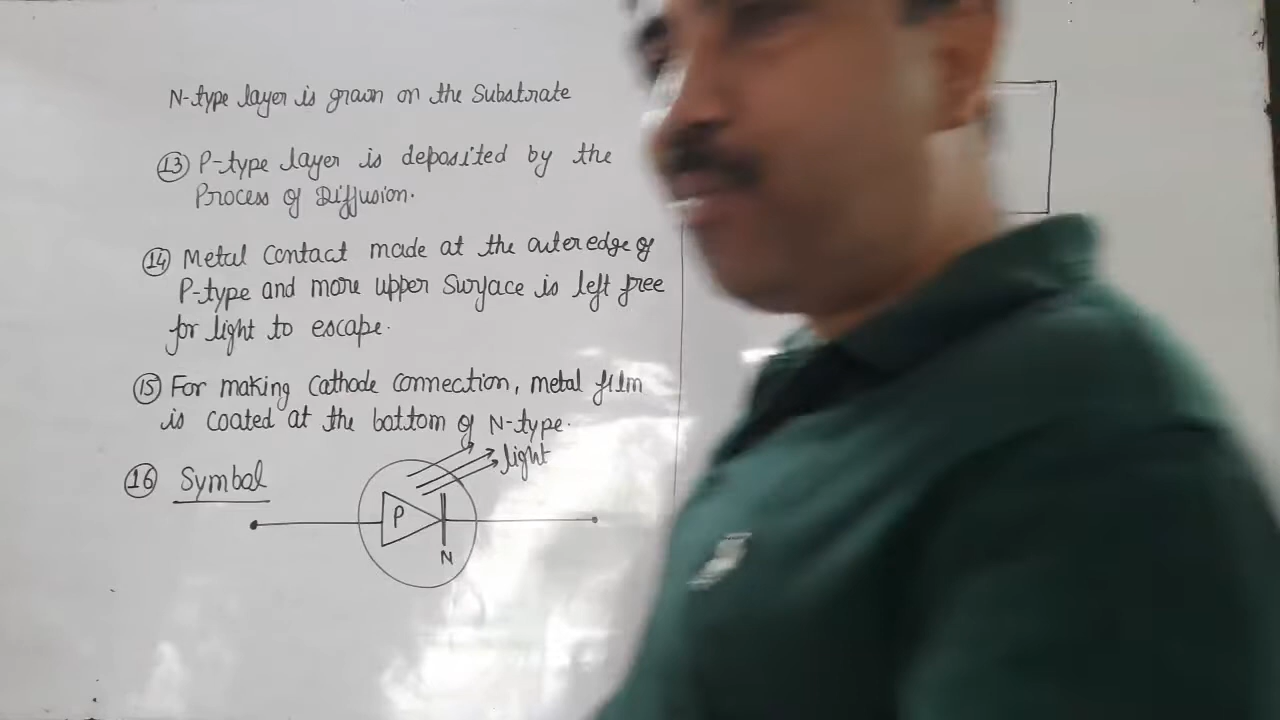 N-type layer is grown on the Substrate
(13) P-type layer is deposited by the
Process of Diffusion.
(14) Metal Contact made at the outer edge of
P-type and more upper Surface is left free
for light to escape.
(15) For making Cathode Connection, metal film
is coated at the bottom of N-type.
light
(16) Symbol
P
N